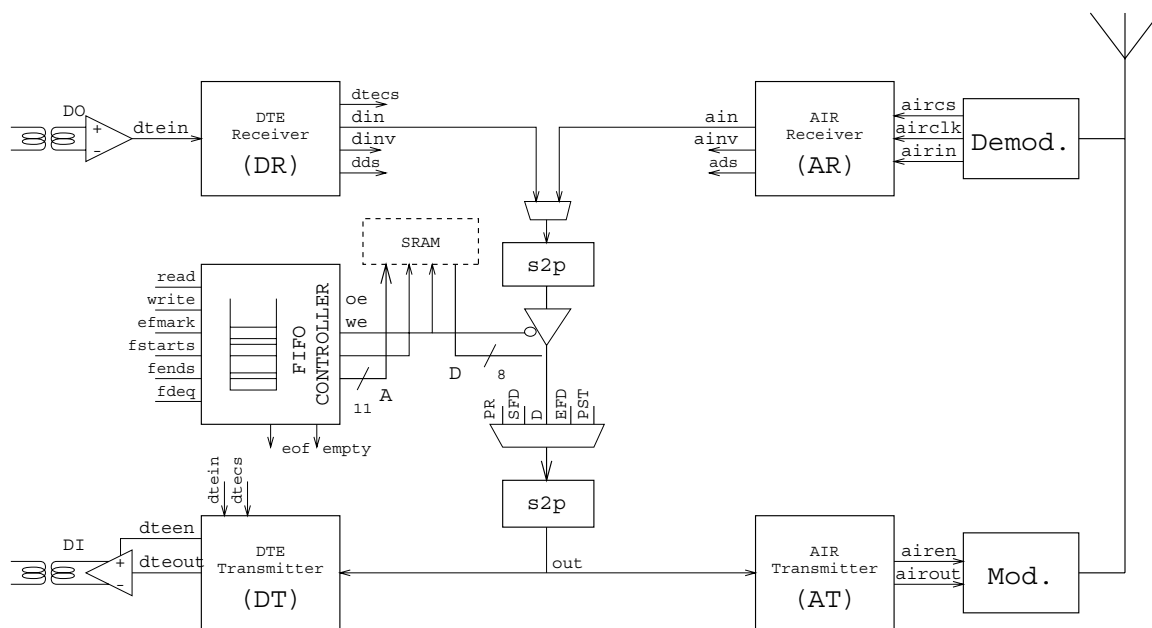 DO
+
-
dtein
DTE
Receiver
(DR)
dtecs
din
dinv
dds
ain
ainv
ads
AIR
Receiver
(AR)
aircs
airclk
airin
Demod.
SRAM
s2p
read
write
efmark
fstarts
fends
fdeq
FIFO
CONTROLLER
oe
we
11
A
D
8
PR
SFD
D
EFD
PST
eof
empty
s2p
dtein
dtecs
DI
+
-
dteen
dteout
DTE
Transmitter
(DT)
out
AIR
Transmitter
(AT)
airen
airout
Mod.